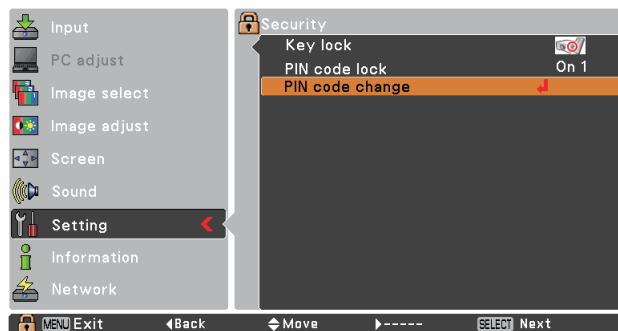 Input
PC adjust
Image select
Image adjust
Screen
Sound
Setting
Information
Network
Security
Key lock
PIN code lock On 1
PIN code change
MENU Exit Back Move ----- SELECT Next